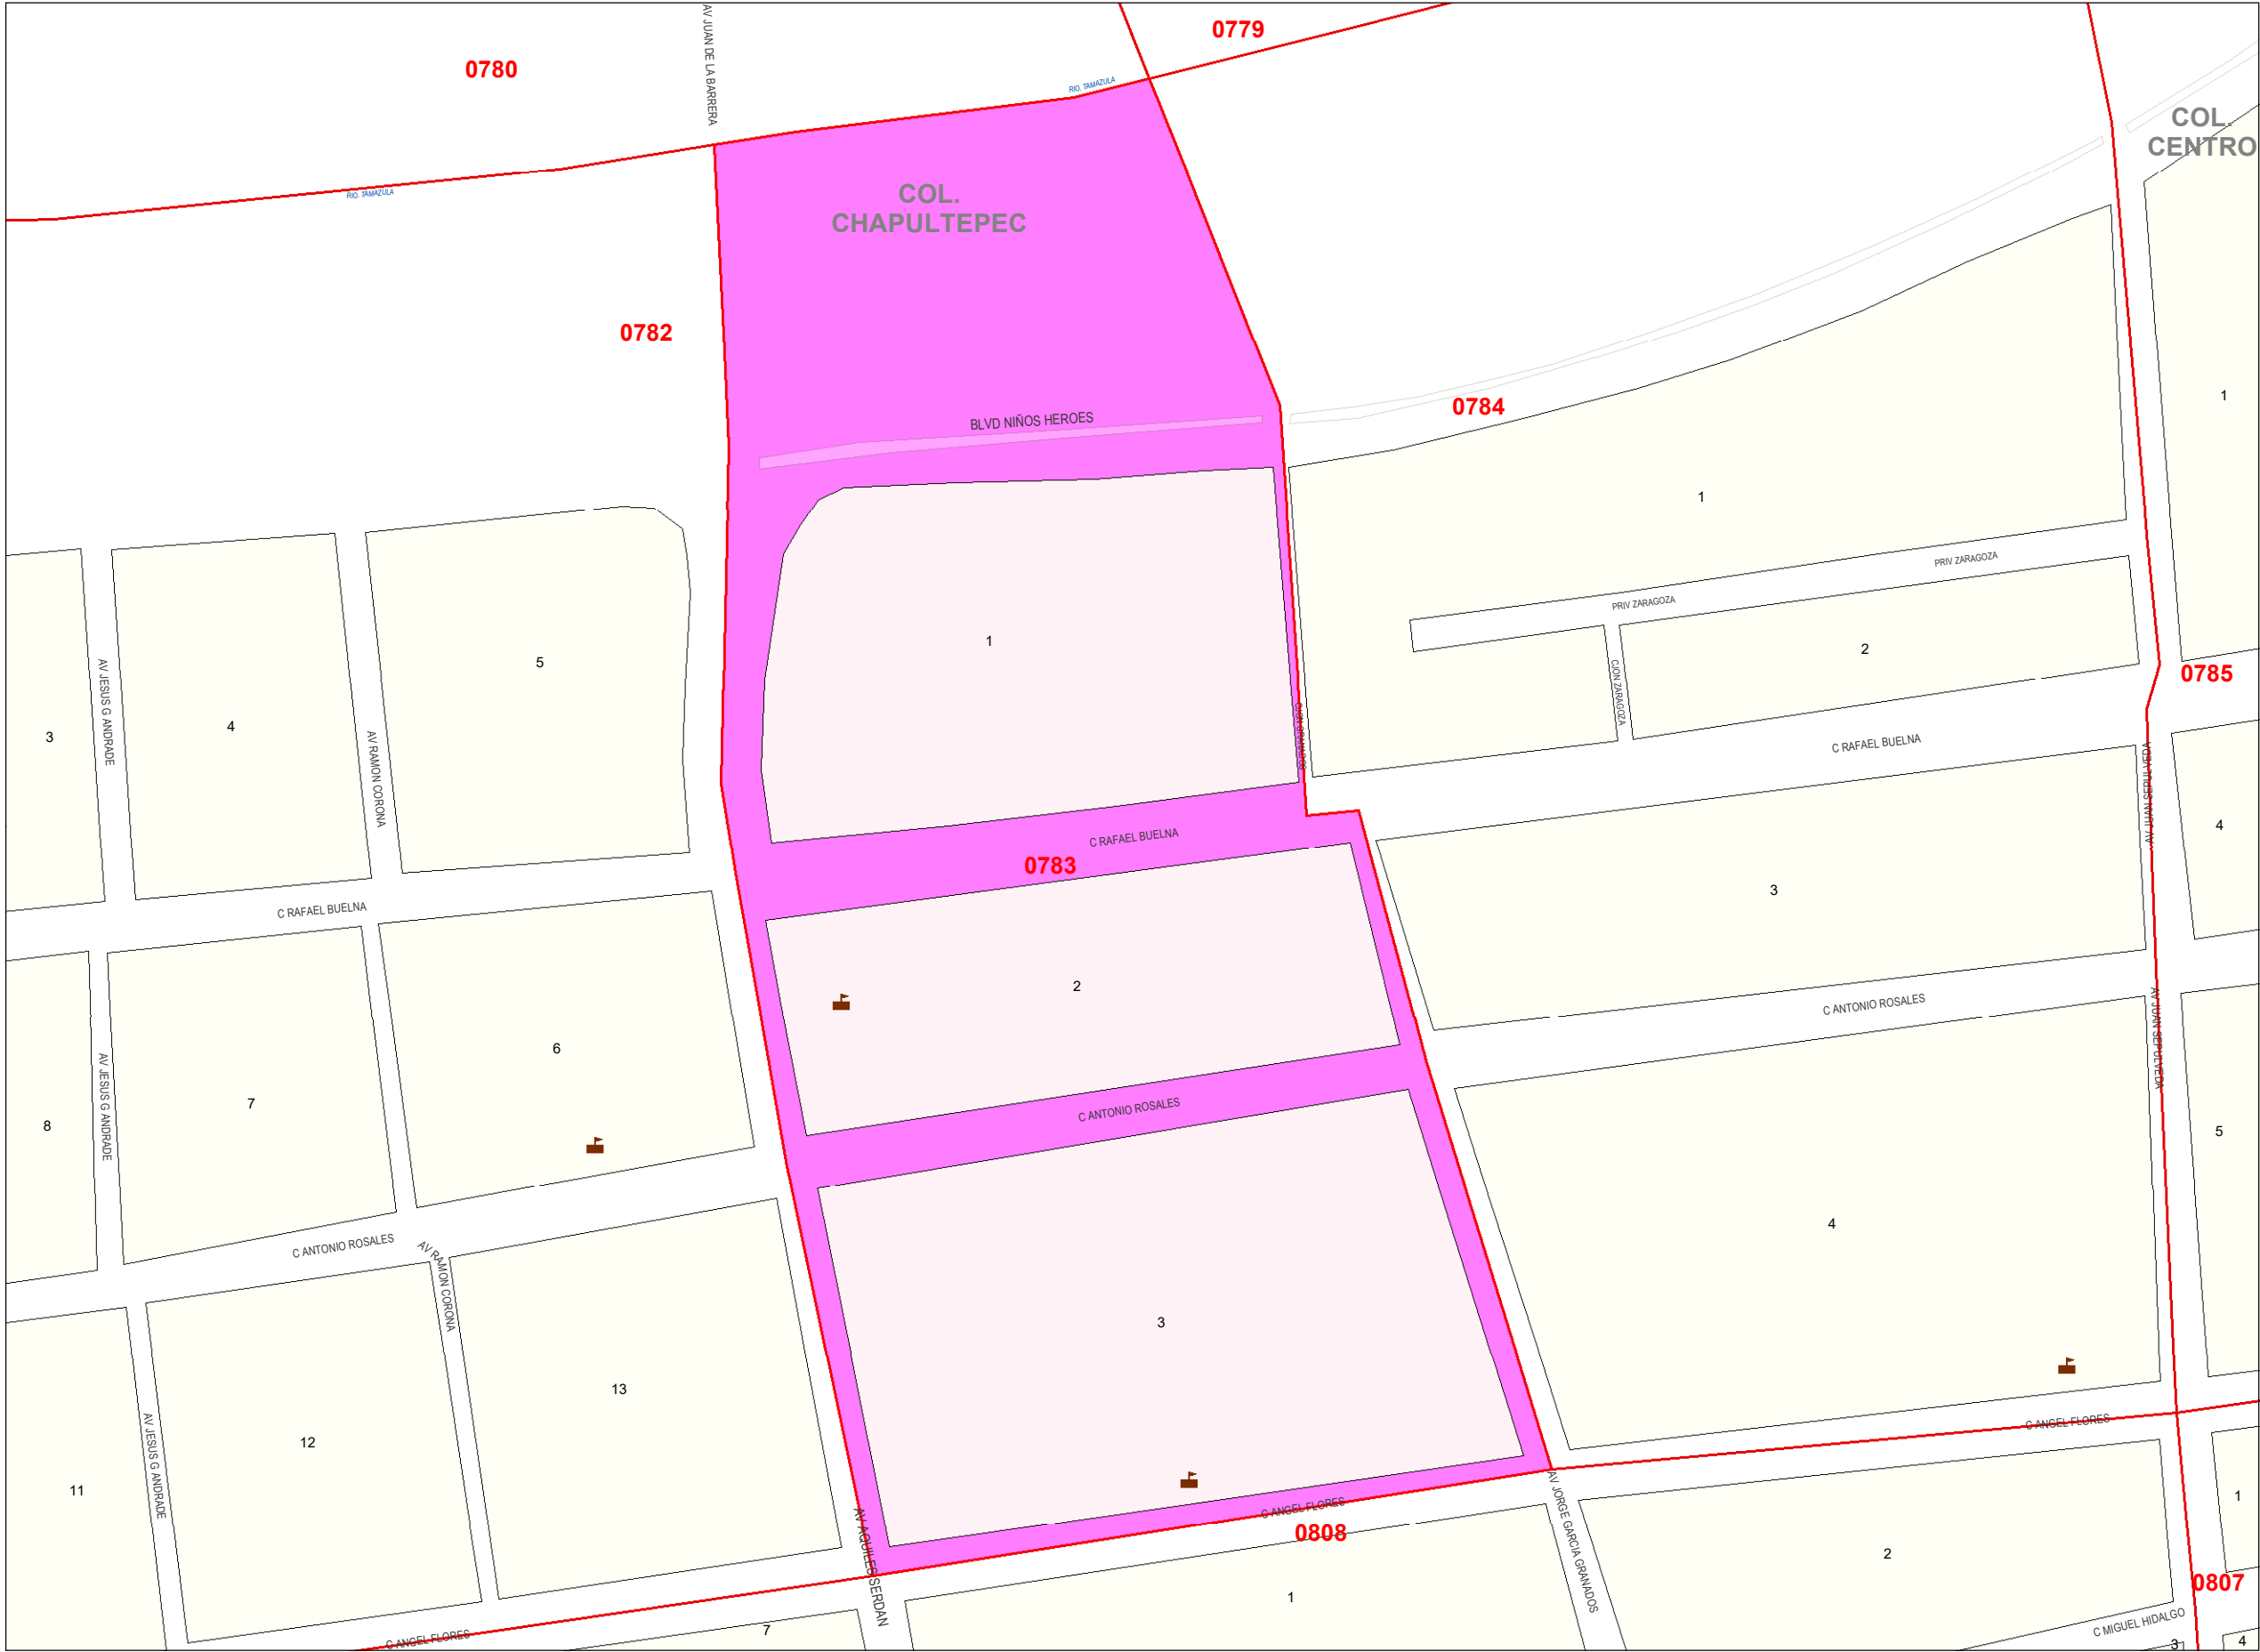 0779
0780
AV JUAN DE LA BARRERA
RIO. TAMAZULA
COL.
CENTRO
RIO. TAMAZULA
COL.
CHAPULTEPEC
0782
BLVD NIÑOS HEROES
0784
1
1
PRIV ZARAGOZA
PRIV ZARAGOZA
1
2
5
0785
CJON ZARAGOZA
AV JESUS G ANDRADE
4
3
AV RAMON CORONA
CJON GRANADOS
C RAFAEL BUELNA
AV JUAN SEPULVEDA
4
C RAFAEL BUELNA
0783
3
C RAFAEL BUELNA
2
C ANTONIO ROSALES
AV JUAN SEPULVEDA
6
AV JESUS G ANDRADE
7
8
C ANTONIO ROSALES
5
4
C ANTONIO ROSALES
AV RAMON CORONA
3
13
12
AV JESUS G ANDRADE
11
C ANGEL FLORES
1
C ANGEL FLORES
0808
AV AQUILES SERDAN
AV JORGE GARCIA GRANADOS
2
0807
1
C MIGUEL HIDALGO
7
C ANGEL FLORES
3
4